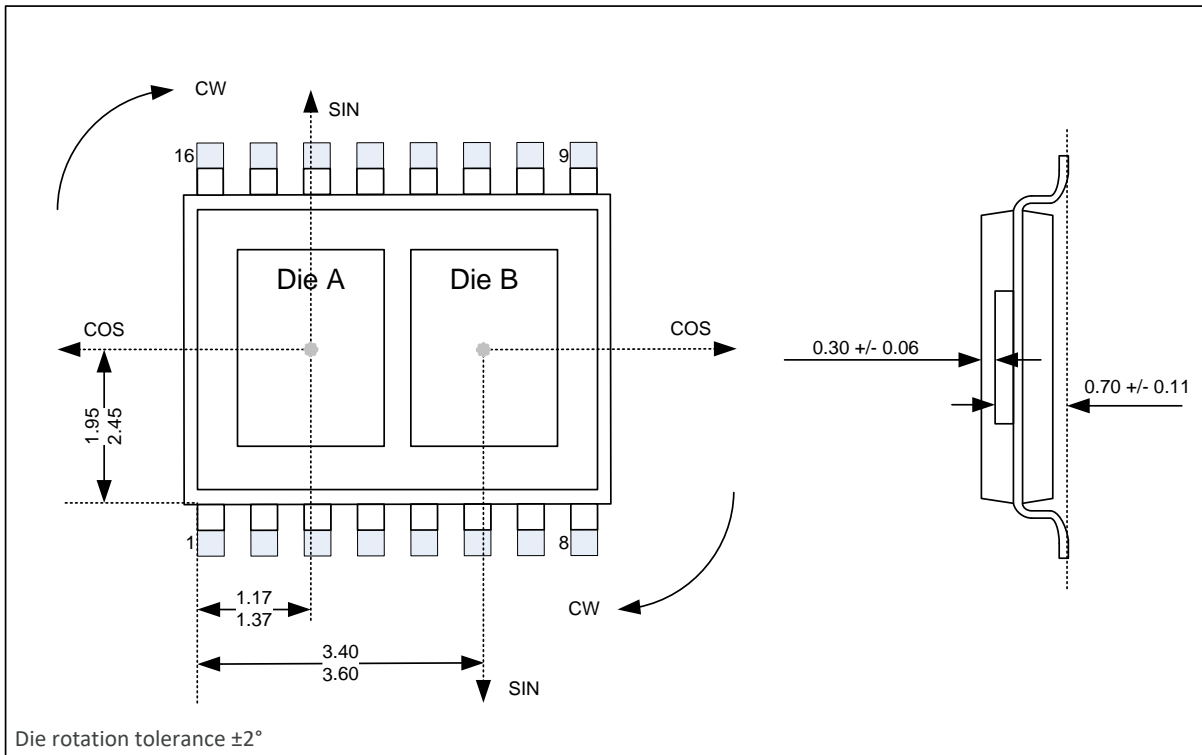 CW
SIN
16
9
Die A
Die B
COS
COS
0.30 +/- 0.06
0.70 +/- 0.11
1.95
2.45
1
8
1.17
1.37
CW
3.40
3.60
SIN
Die rotation tolerance ±2°